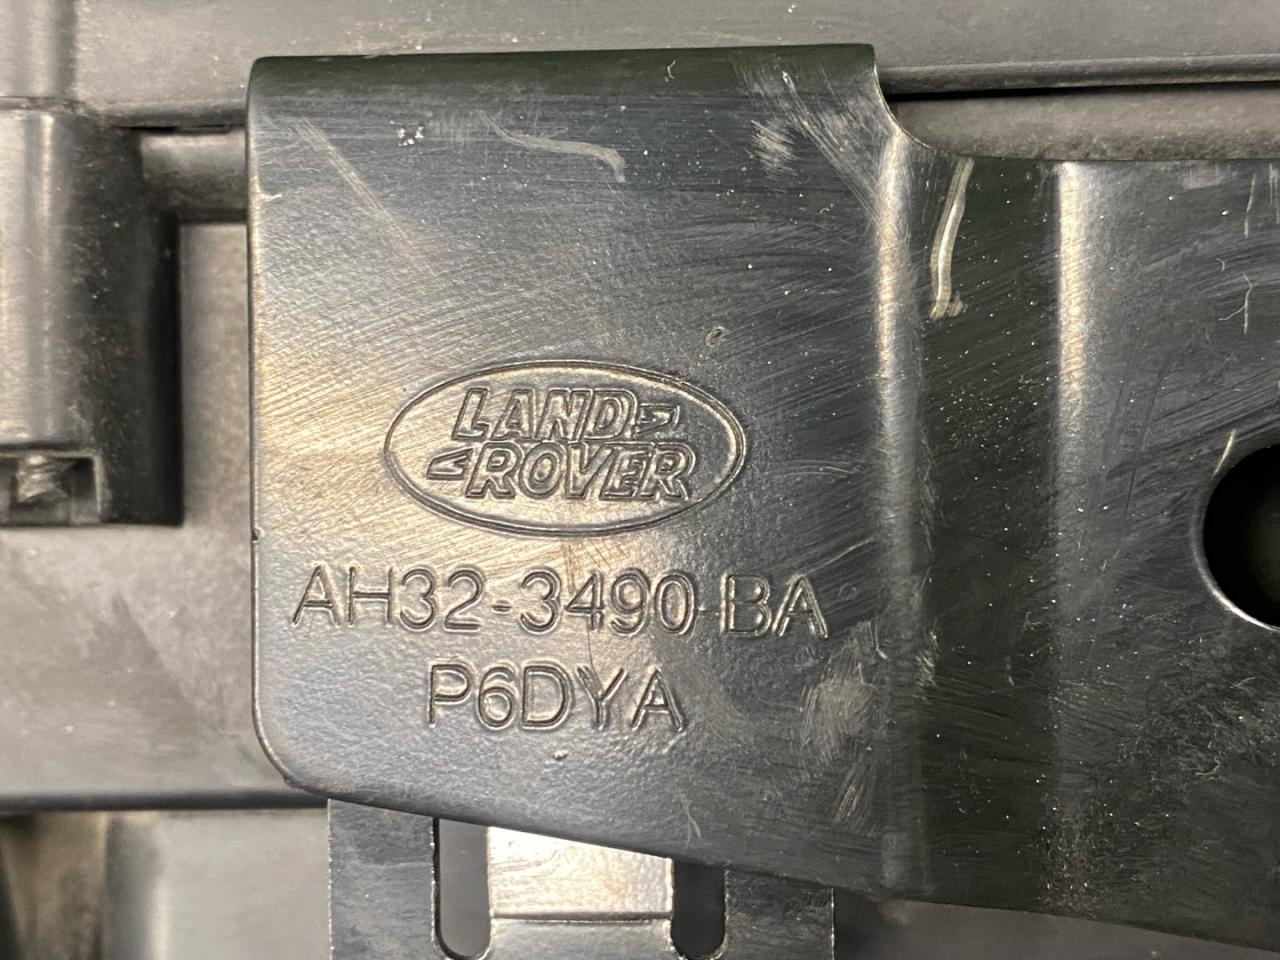 LAND
ROVER
AH32-3490-BA
P6DYA